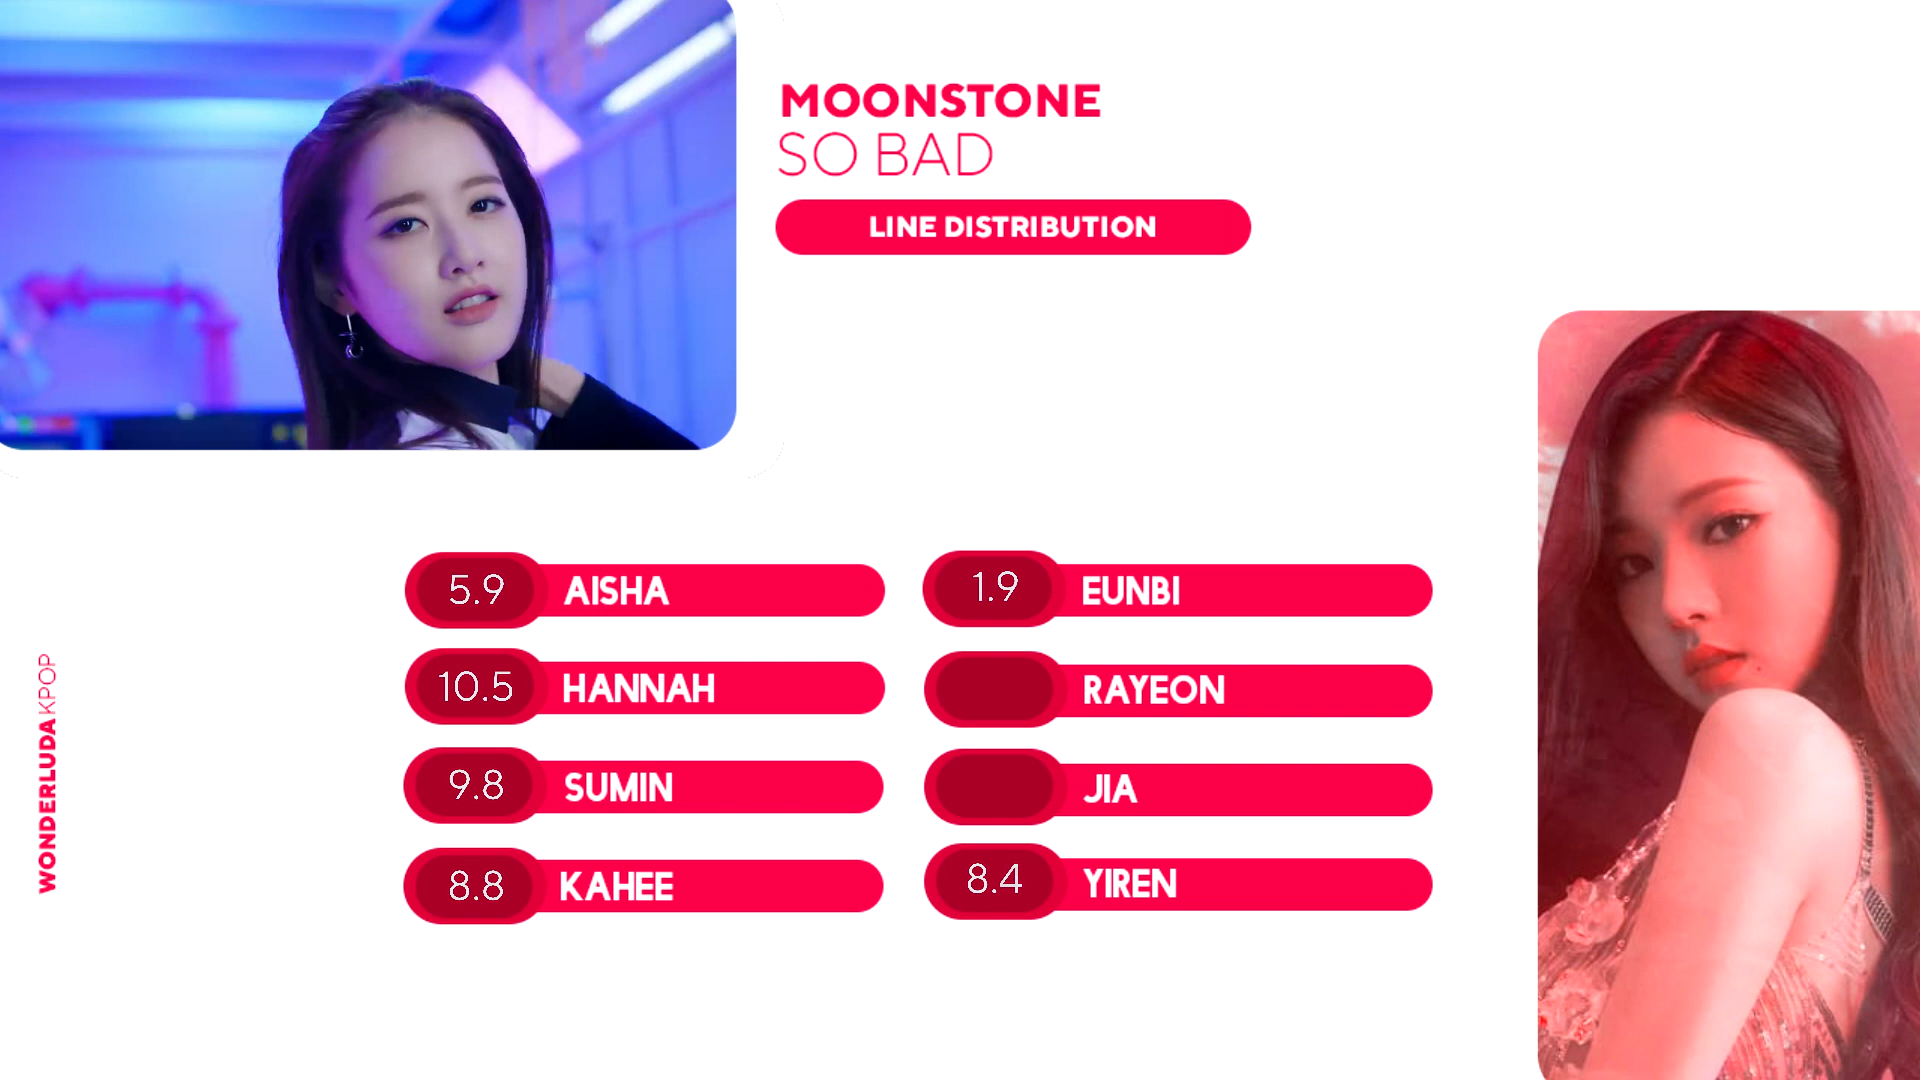 MOONSTONE
SO BAD
LINE DISTRIBUTION
5.9 AISHA
10.5 HANNAH
9.8 SUMIN
8.8 KAHEE
1.9 EUNBI
RAYEON
JIA
8.4 YIREN
WONDERLUDAKPOP